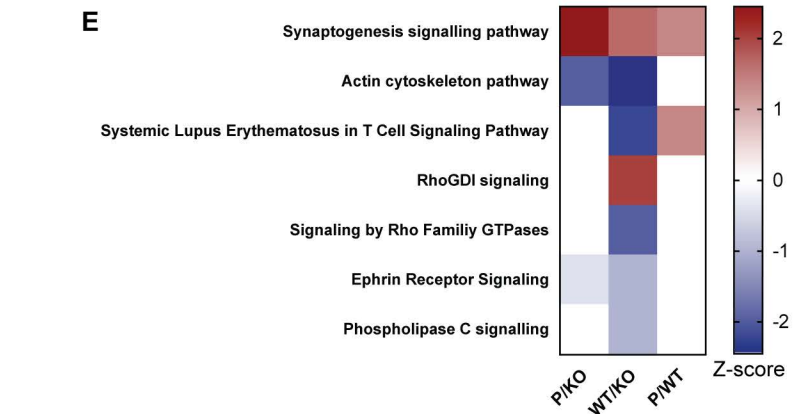 E
Synaptogenesis signalling pathway
Actin cytoskeleton pathway
Systemic Lupus Erythematosus in T Cell Signaling Pathway
RhoGDI signaling
Signaling by Rho Familiy GTPases
Ephrin Receptor Signaling
Phospholipase C signalling
P/KO
WT/KO
P/WT
2
1
0
-1
-2
Z-score